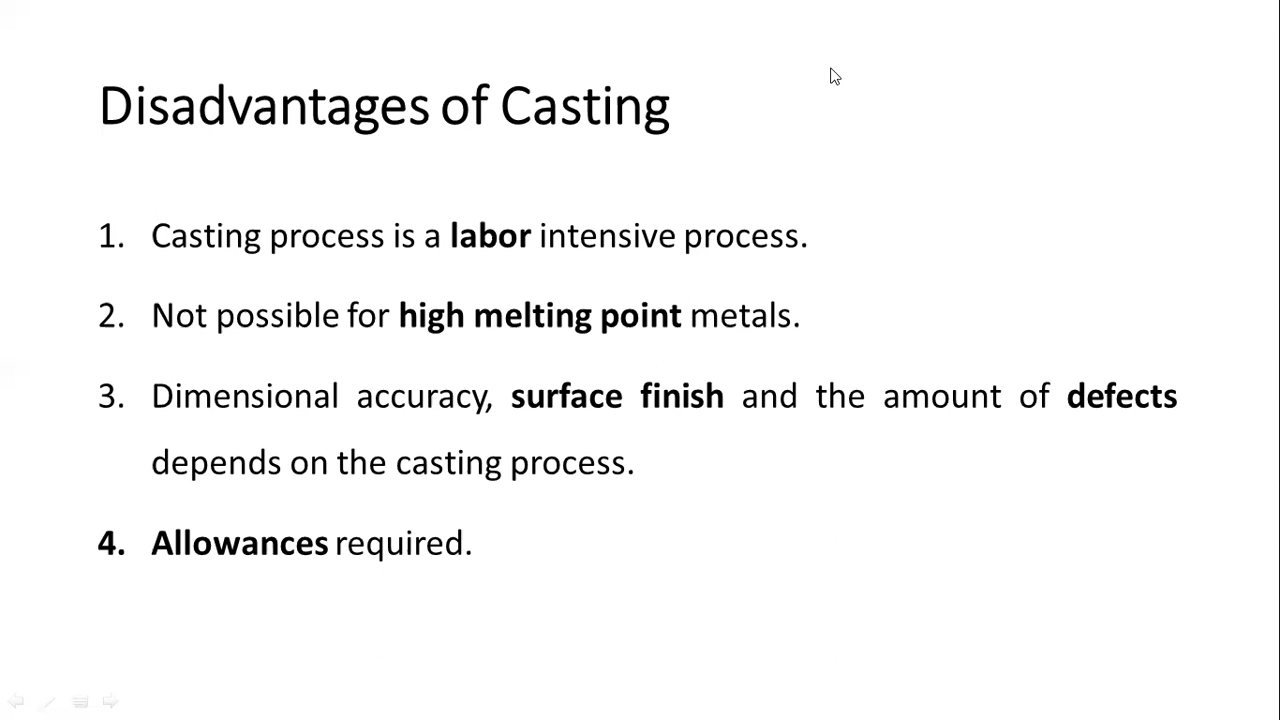 Disadvantages of Casting
1. Casting process is a labor intensive process.
2. Not possible for high melting point metals.
3. Dimensional accuracy, surface finish and the amount of defects
depends on the casting process.
4. Allowances required.